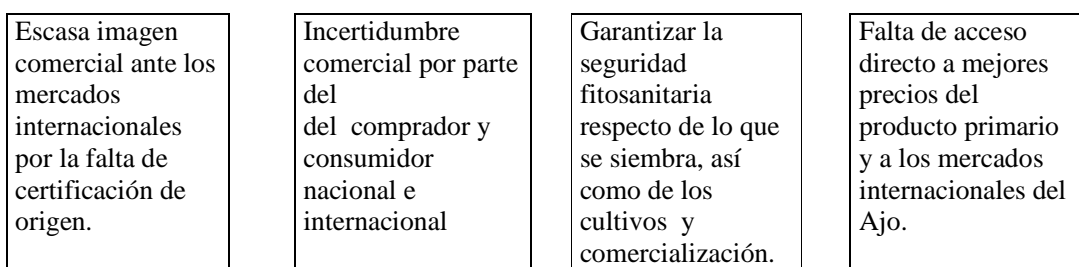 Escasa imagen
comercial ante los
mercados
internacionales
por la falta de
certificación de
origen.
Incertidumbre
comercial por parte
del
del comprador y
consumidor
nacional e
internacional
Garantizar la
seguridad
fitosanitaria
respecto de lo que
se siembra, así
como de los
cultivos y
comercialización.
Falta de acceso
directo a mejores
precios del
producto primario
y a los mercados
internacionales del
Ajo.